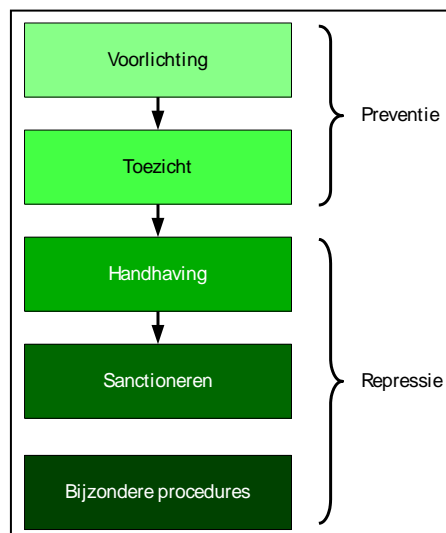 Voorlichting
Preventie
Toezicht
Handhaving
Sanctioneren
Repressie
Bijzondere procedures